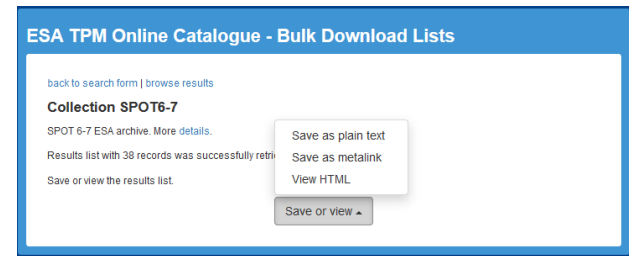 ESA TPM Online Catalogue - Bulk Download Lists
back to search form | browse results
Collection SPOT6-7
SPOT 6-7 ESA archive. More details.
Results list with 38 records was successfully
Save or view the results list.
Save as plain text
Save as metalink
View HTML
Save or view